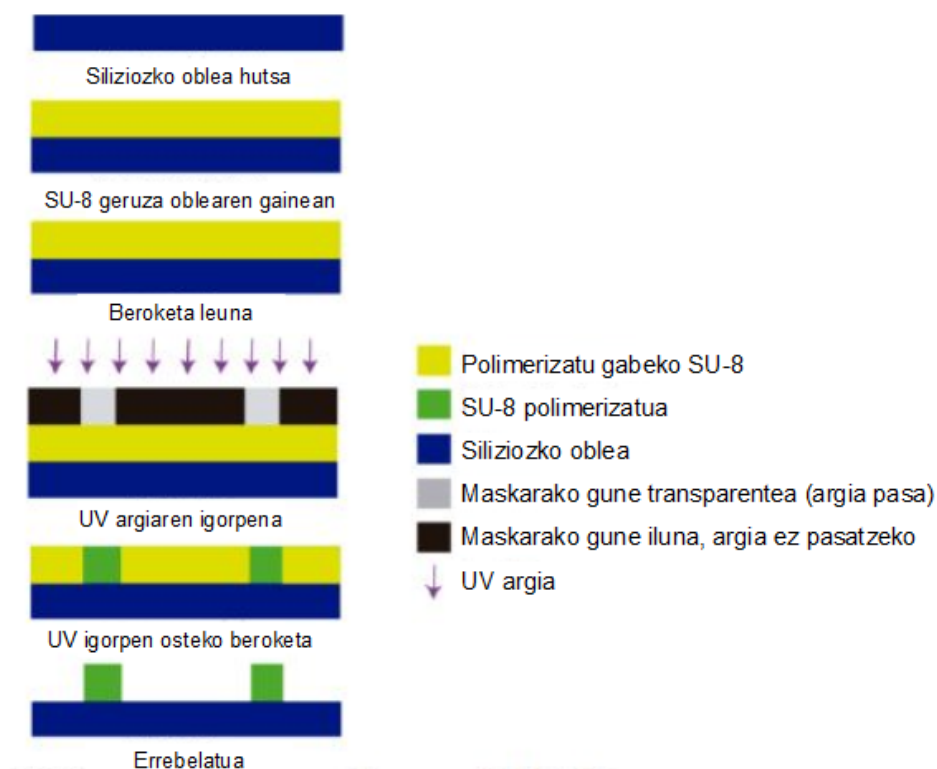 Siliziozko oblea hutsa
SU-8 geruza oblearen gainean
Beroketa leuna
UV argiaren igorpena
UV igorpen osteko beroketa
Errebelatua
Polimerizatu gabeko SU-8
SU-8 polimerizatua
Siliziozko oblea
Maskarako gune transparentea (argia pasa)
Maskarako gune iluna, argia ez pasatzeko
UV argia